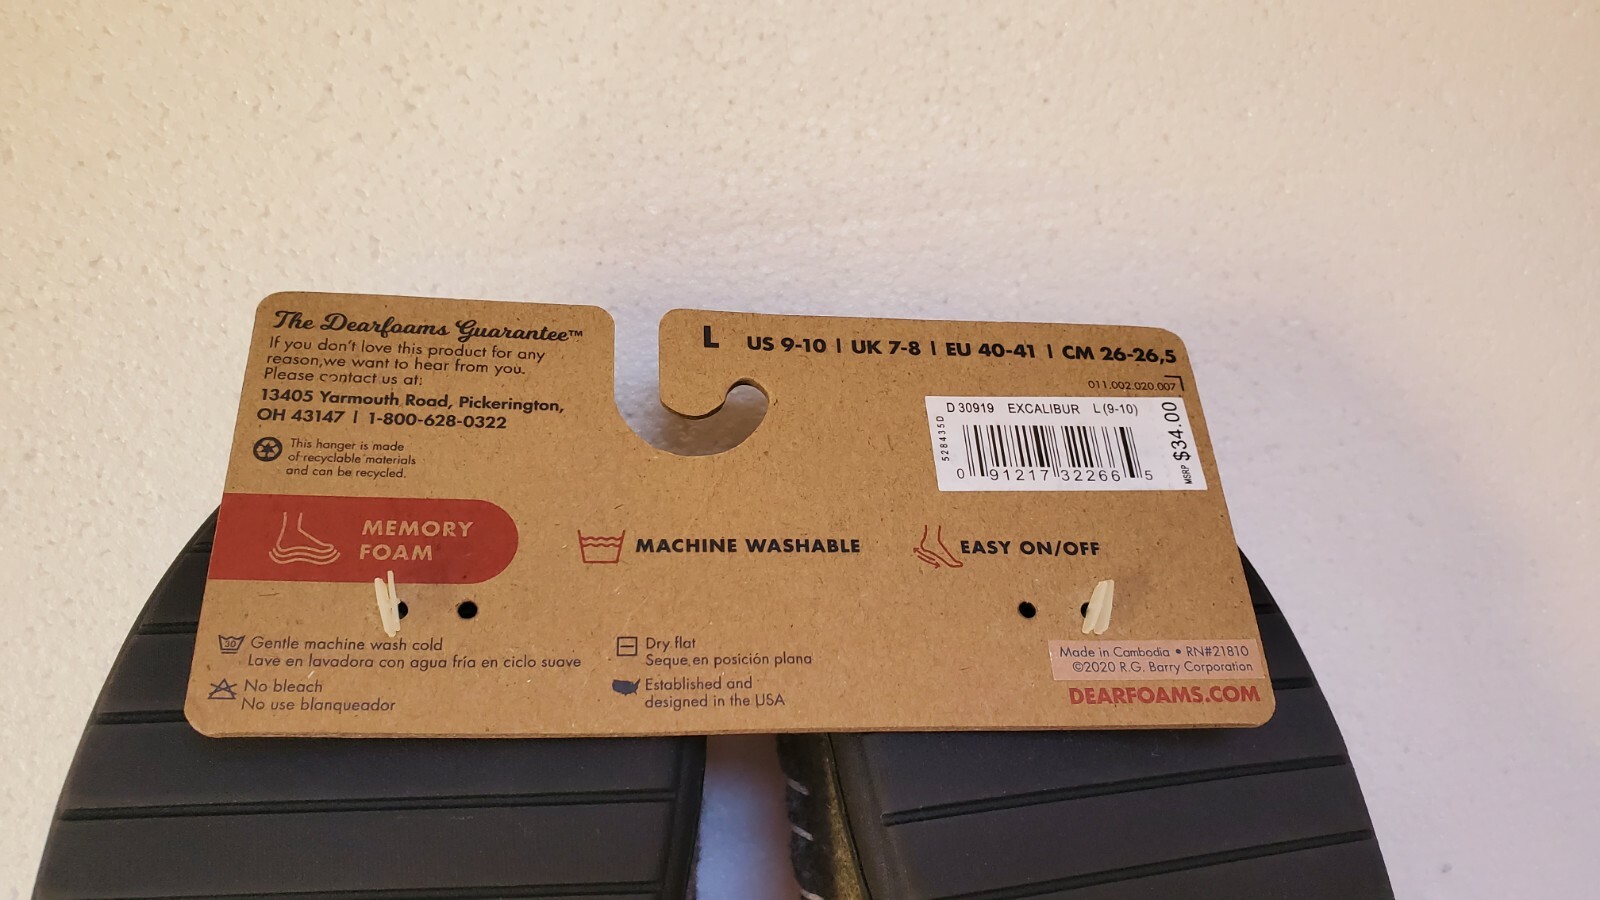 The Dearfoams Guarantee™
If you don't love this product for any
reason,we want to hear from you.
Please contact us at:
13405 Yarmouth Road, Pickerington,
OH 43147 | 1-800-628-0322
This hanger is made
of recyclable materials
and can be recycled.
L US 9-10 | UK 7-8 | EU 40-41 | CM 26-26,5
011.002.020.007
D 30919 EXCALIBUR L (9-10)
528435D
0 91217 32266 5
MSRP $34.00
MEMORY
FOAM
MACHINE WASHABLE
EASY ON/OFF
30
Gentle machine wash cold
Lave en lavadora con agua fría en ciclo suave
No bleach
No use blanqueador
Dry flat
Seque en posición plana
Established and
designed in the USA
Made in Cambodia • RN#21810
©2020 R.G. Barry Corporation
DEARFOAMS.COM